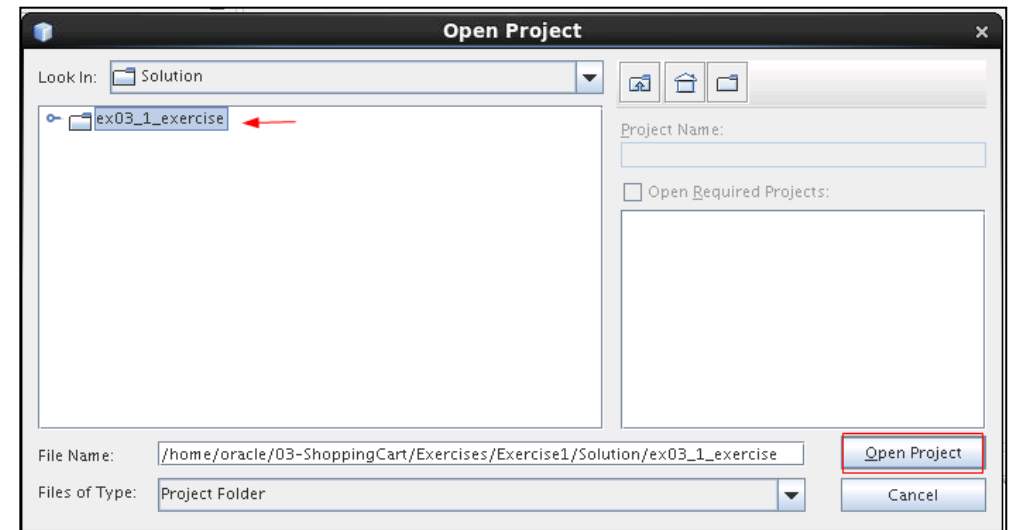 Open Project
Look In: Solution
ex03_1_exercise
Project Name:
Open Required Projects:
File Name: /home/oracle/03-ShoppingCart/Exercises/Exercise1/Solution/ex03_1_exercise
Open Project
Files of Type: Project Folder
Cancel